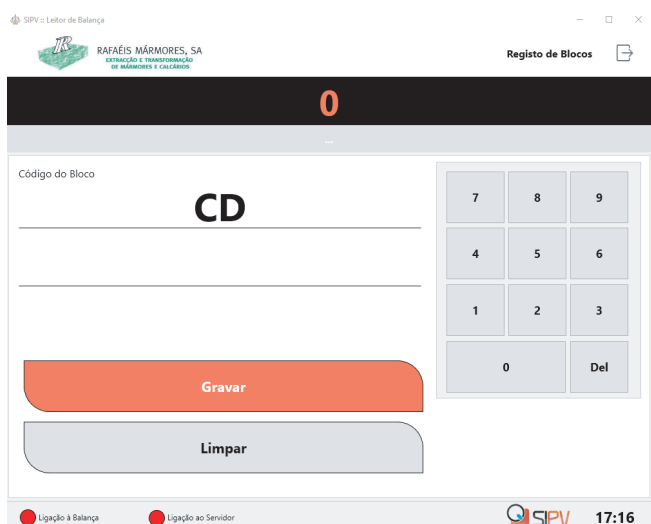 SIPV :: Leitor de Balança
RAFAÉIS MÁRMORES, SA
EXTRACÇÃO E TRANSFORMAÇÃO
DE MÁRMORES E CALCÁRIOS
Registo de Blocos
0
...
Código do Bloco
CD
7 8 9
4 5 6
1 2 3
0 Del
Gravar
Limpar
Ligação à Balança
Ligação ao Servidor
SIPV
17:16